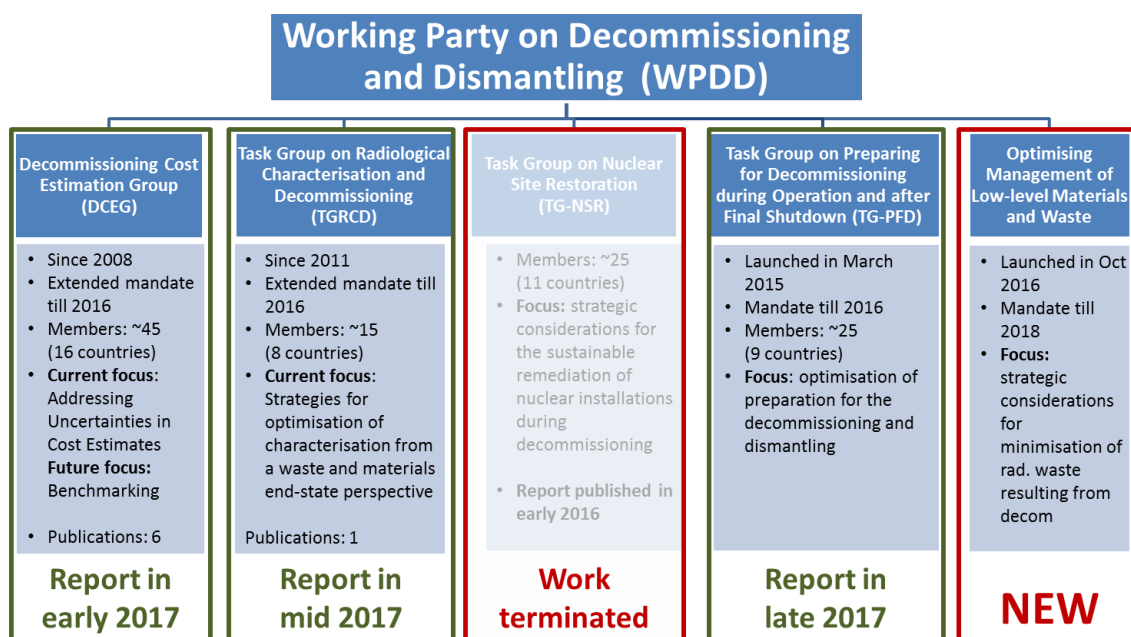 Working Party on Decommissioning
and Dismantling (WPDD)
Decommissioning Cost
Estimation Group
(DCEG)
• Since 2008
• Extended mandate
till 2016
• Members: ~45
(16 countries)
• Current focus:
Addressing
Uncertainties in
Cost Estimates
Future focus:
Benchmarking
• Publications: 6
Report in
early 2017
Task Group on Radiological
Characterisation and
Decommissioning
(TGRCD)
• Since 2011
• Extended mandate till
2016
• Members: ~15
(8 countries)
• Current focus:
Strategies for
optimisation of
characterisation from
a waste and materials
end-state perspective
Publications: 1
Report in
mid 2017
Task Group on Nuclear
Site Restoration
(TG-NSR)
• Members: ~25
(11 countries)
• Focus: strategic
considerations for
the sustainable
remediation of
nuclear installations
during
decommissioning
• Report published in
early 2016
Work
terminated
Task Group on Preparing
for Decommissioning
during Operation and after
Final Shutdown (TG-PFD)
• Launched in March
2015
• Mandate till 2016
• Members: ~25
(9 countries)
• Focus: optimisation of
preparation for the
decommissioning and
dismantling
Report in
late 2017
Optimising
Management of
Low-level Materials
and Waste
• Launched in Oct
2016
• Mandate till
2018
• Focus:
strategic
considerations
for
minimisation of
rad. waste
resulting from
decom
NEW